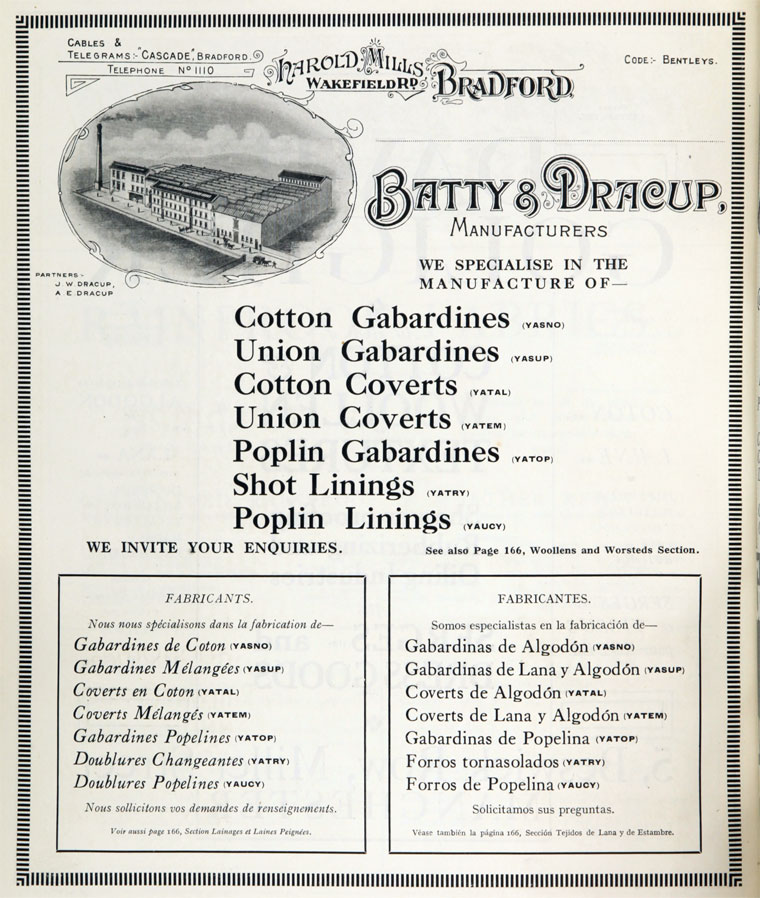 CABLES &
TELEGRAMS:- "CASCADE", BRADFORD.
TELEPHONE Nº 1110
HAROLD MILLS,
WAKEFIELD RD
BRADFORD,
CODE:- BENTLEYS.
BATTY & DRACUP,
MANUFACTURERS
PARTNERS:-
J. W. DRACUP,
A. E. DRACUP
WE SPECIALISE IN THE
MANUFACTURE OF—
Cotton Gabardines (YASNO)
Union Gabardines (YASUP)
Cotton Coverts (YATAL)
Union Coverts (YATEM)
Poplin Gabardines (YATOP)
Shot Linings (YATRY)
Poplin Linings (YAUCY)
WE INVITE YOUR ENQUIRIES.
See also Page 166, Woollens and Worsteds Section.
FABRICANTS.
Nous nous spécialisons dans la fabrication de—
Gabardines de Coton (YASNO)
Gabardines Mélangées (YASUP)
Coverts en Coton (YATAL)
Coverts Mélangés (YATEM)
Gabardines Popelines (YATOP)
Doublures Changeantes (YATRY)
Doublures Popelines (YAUCY)
Nous sollicitons vos demandes de renseignements.
Voir aussi page 166, Section Lainages et Laines Peignées.
FABRICANTES.
Somos especialistas en la fabricación de—
Gabardinas de Algodón (YASNO)
Gabardinas de Lana y Algodón (YASUP)
Coverts de Algodón (YATAL)
Coverts de Lana y Algodón (YATEM)
Gabardinas de Popelina (YATOP)
Forros tornasolados (YATRY)
Forros de Popelina (YAUCY)
Solicitamos sus preguntas.
Véase también la página 166, Sección Tejidos de Lana y de Estambre.